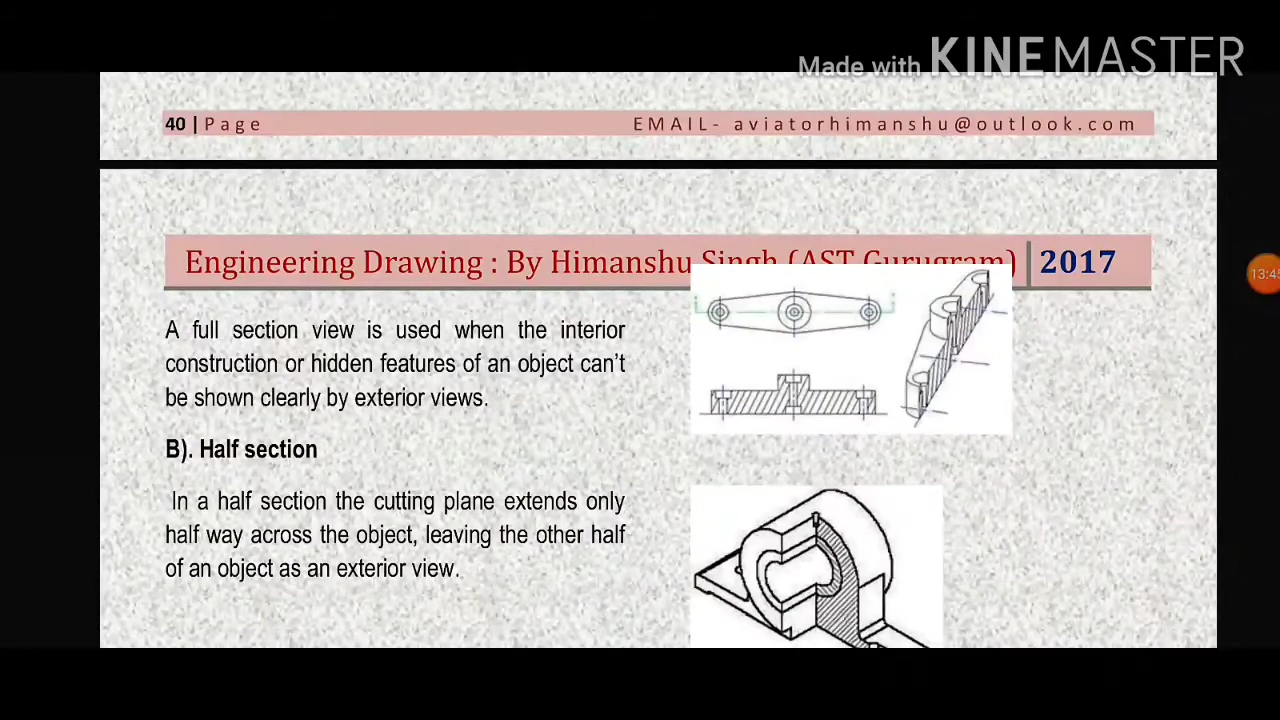 Made with KINEMASTER
40 | Page EMAIL- aviatorhimanshu@outlook.com
Engineering Drawing : By Himanshu Singh (AST Gurugram) 2017
A full section view is used when the interior
construction or hidden features of an object can't
be shown clearly by exterior views.
B). Half section
In a half section the cutting plane extends only
half way across the object, leaving the other half
of an object as an exterior view.